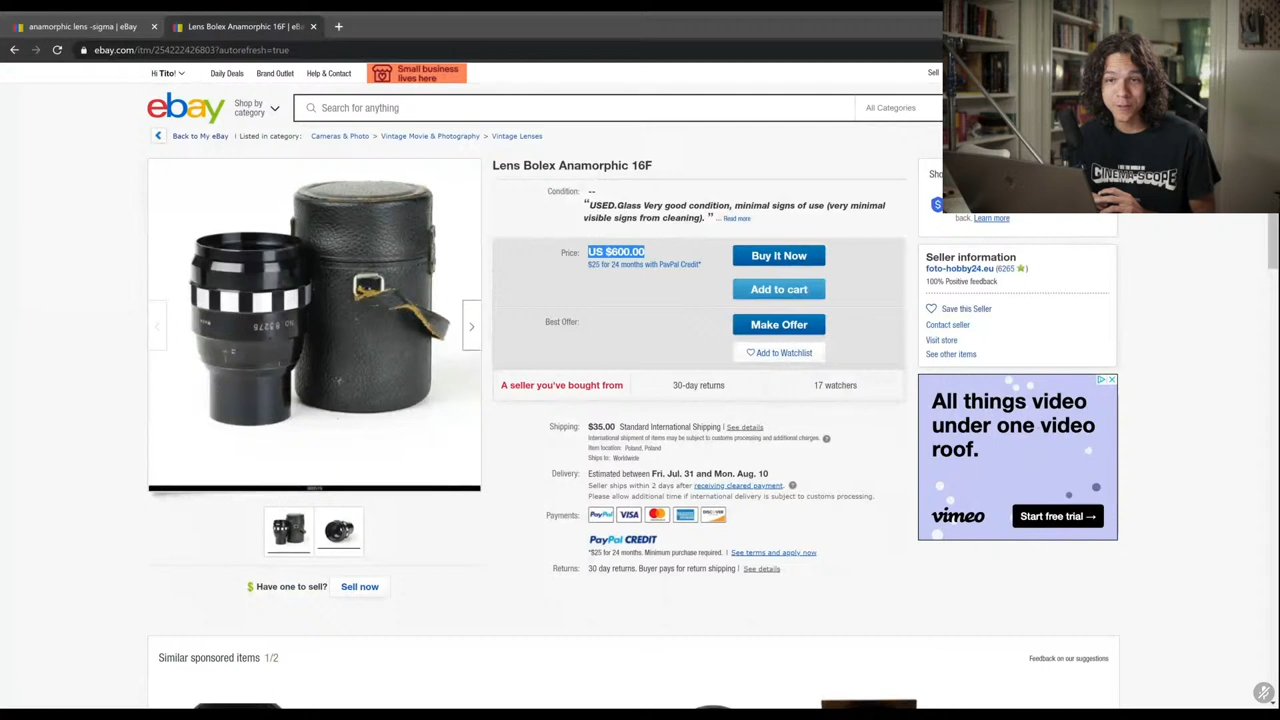 anamorphic lens -sigma | eBay
Lens Bolex Anamorphic 16F | eBa
ebay.com/itm/254222426803?autorefresh=true
Hi Tito!
Daily Deals
Brand Outlet
Help & Contact
Small business
lives here
Sell
ebay
Shop by
category
Search for anything
All Categories
Back to My eBay
| Listed in category:
Cameras & Photo > Vintage Movie & Photography > Vintage Lenses
Lens Bolex Anamorphic 16F
Condition: --
“USED.Glass Very good condition, minimal signs of use (very minimal
visible signs from cleaning). ” ... Read more
Price: US $600.00
$25 for 24 months with PayPal Credit*
Buy It Now
Add to cart
Best Offer:
Make Offer
Add to Watchlist
A seller you've bought from
30-day returns
17 watchers
Shipping: $35.00 Standard International Shipping | See details
International shipment of items may be subject to customs processing and additional charges.
Item location: Poland, Poland
Ships to: Worldwide
Delivery: Estimated between Fri. Jul. 31 and Mon. Aug. 10
Seller ships within 2 days after receiving cleared payment.
Please allow additional time if international delivery is subject to customs processing.
Payments: PayPal VISA
DISCOVER
PayPal CREDIT
*$25 for 24 months. Minimum purchase required. | See terms and apply now
Returns: 30 day returns. Buyer pays for return shipping | See details
Have one to sell? Sell now
Sho
back. Learn more
CINEMA-SCOPE
Seller information
foto-hobby24.eu (6265)
100% Positive feedback
Save this Seller
Contact seller
Visit store
See other items
All things video
under one video
roof.
vimeo
Start free trial →
Similar sponsored items 1/2
Feedback on our suggestions